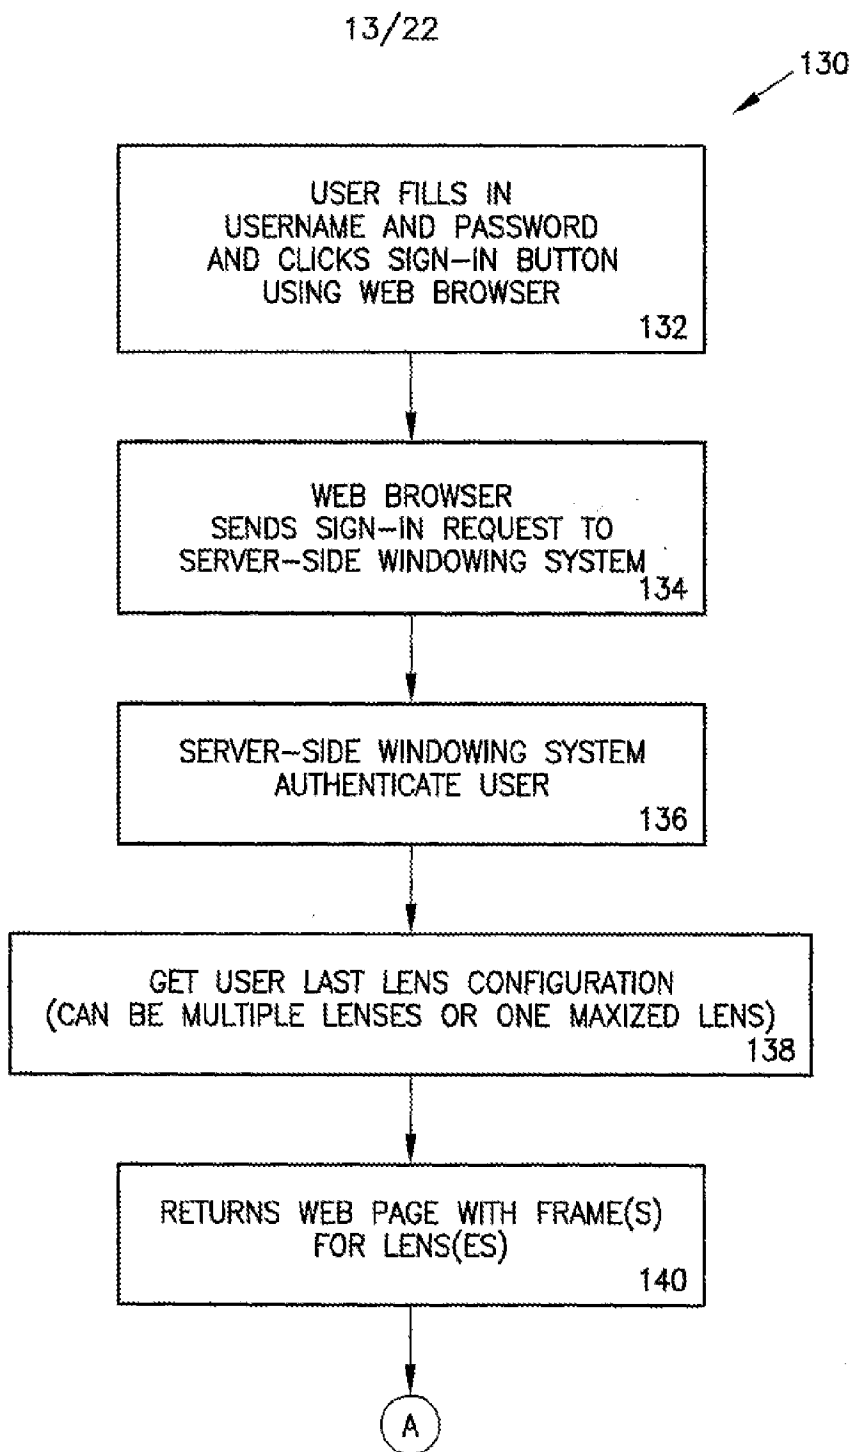 13/22
130
USER FILLS IN
USERNAME AND PASSWORD
AND CLICKS SIGN-IN BUTTON
USING WEB BROWSER
132
WEB BROWSER
SENDS SIGN-IN REQUEST TO
SERVER-SIDE WINDOWING SYSTEM
134
SERVER-SIDE WINDOWING SYSTEM
AUTHENTICATE USER
136
GET USER LAST LENS CONFIGURATION
(CAN BE MULTIPLE LENSES OR ONE MAXIZED LENS)
138
RETURNS WEB PAGE WITH FRAME(S)
FOR LENS(ES)
140
A